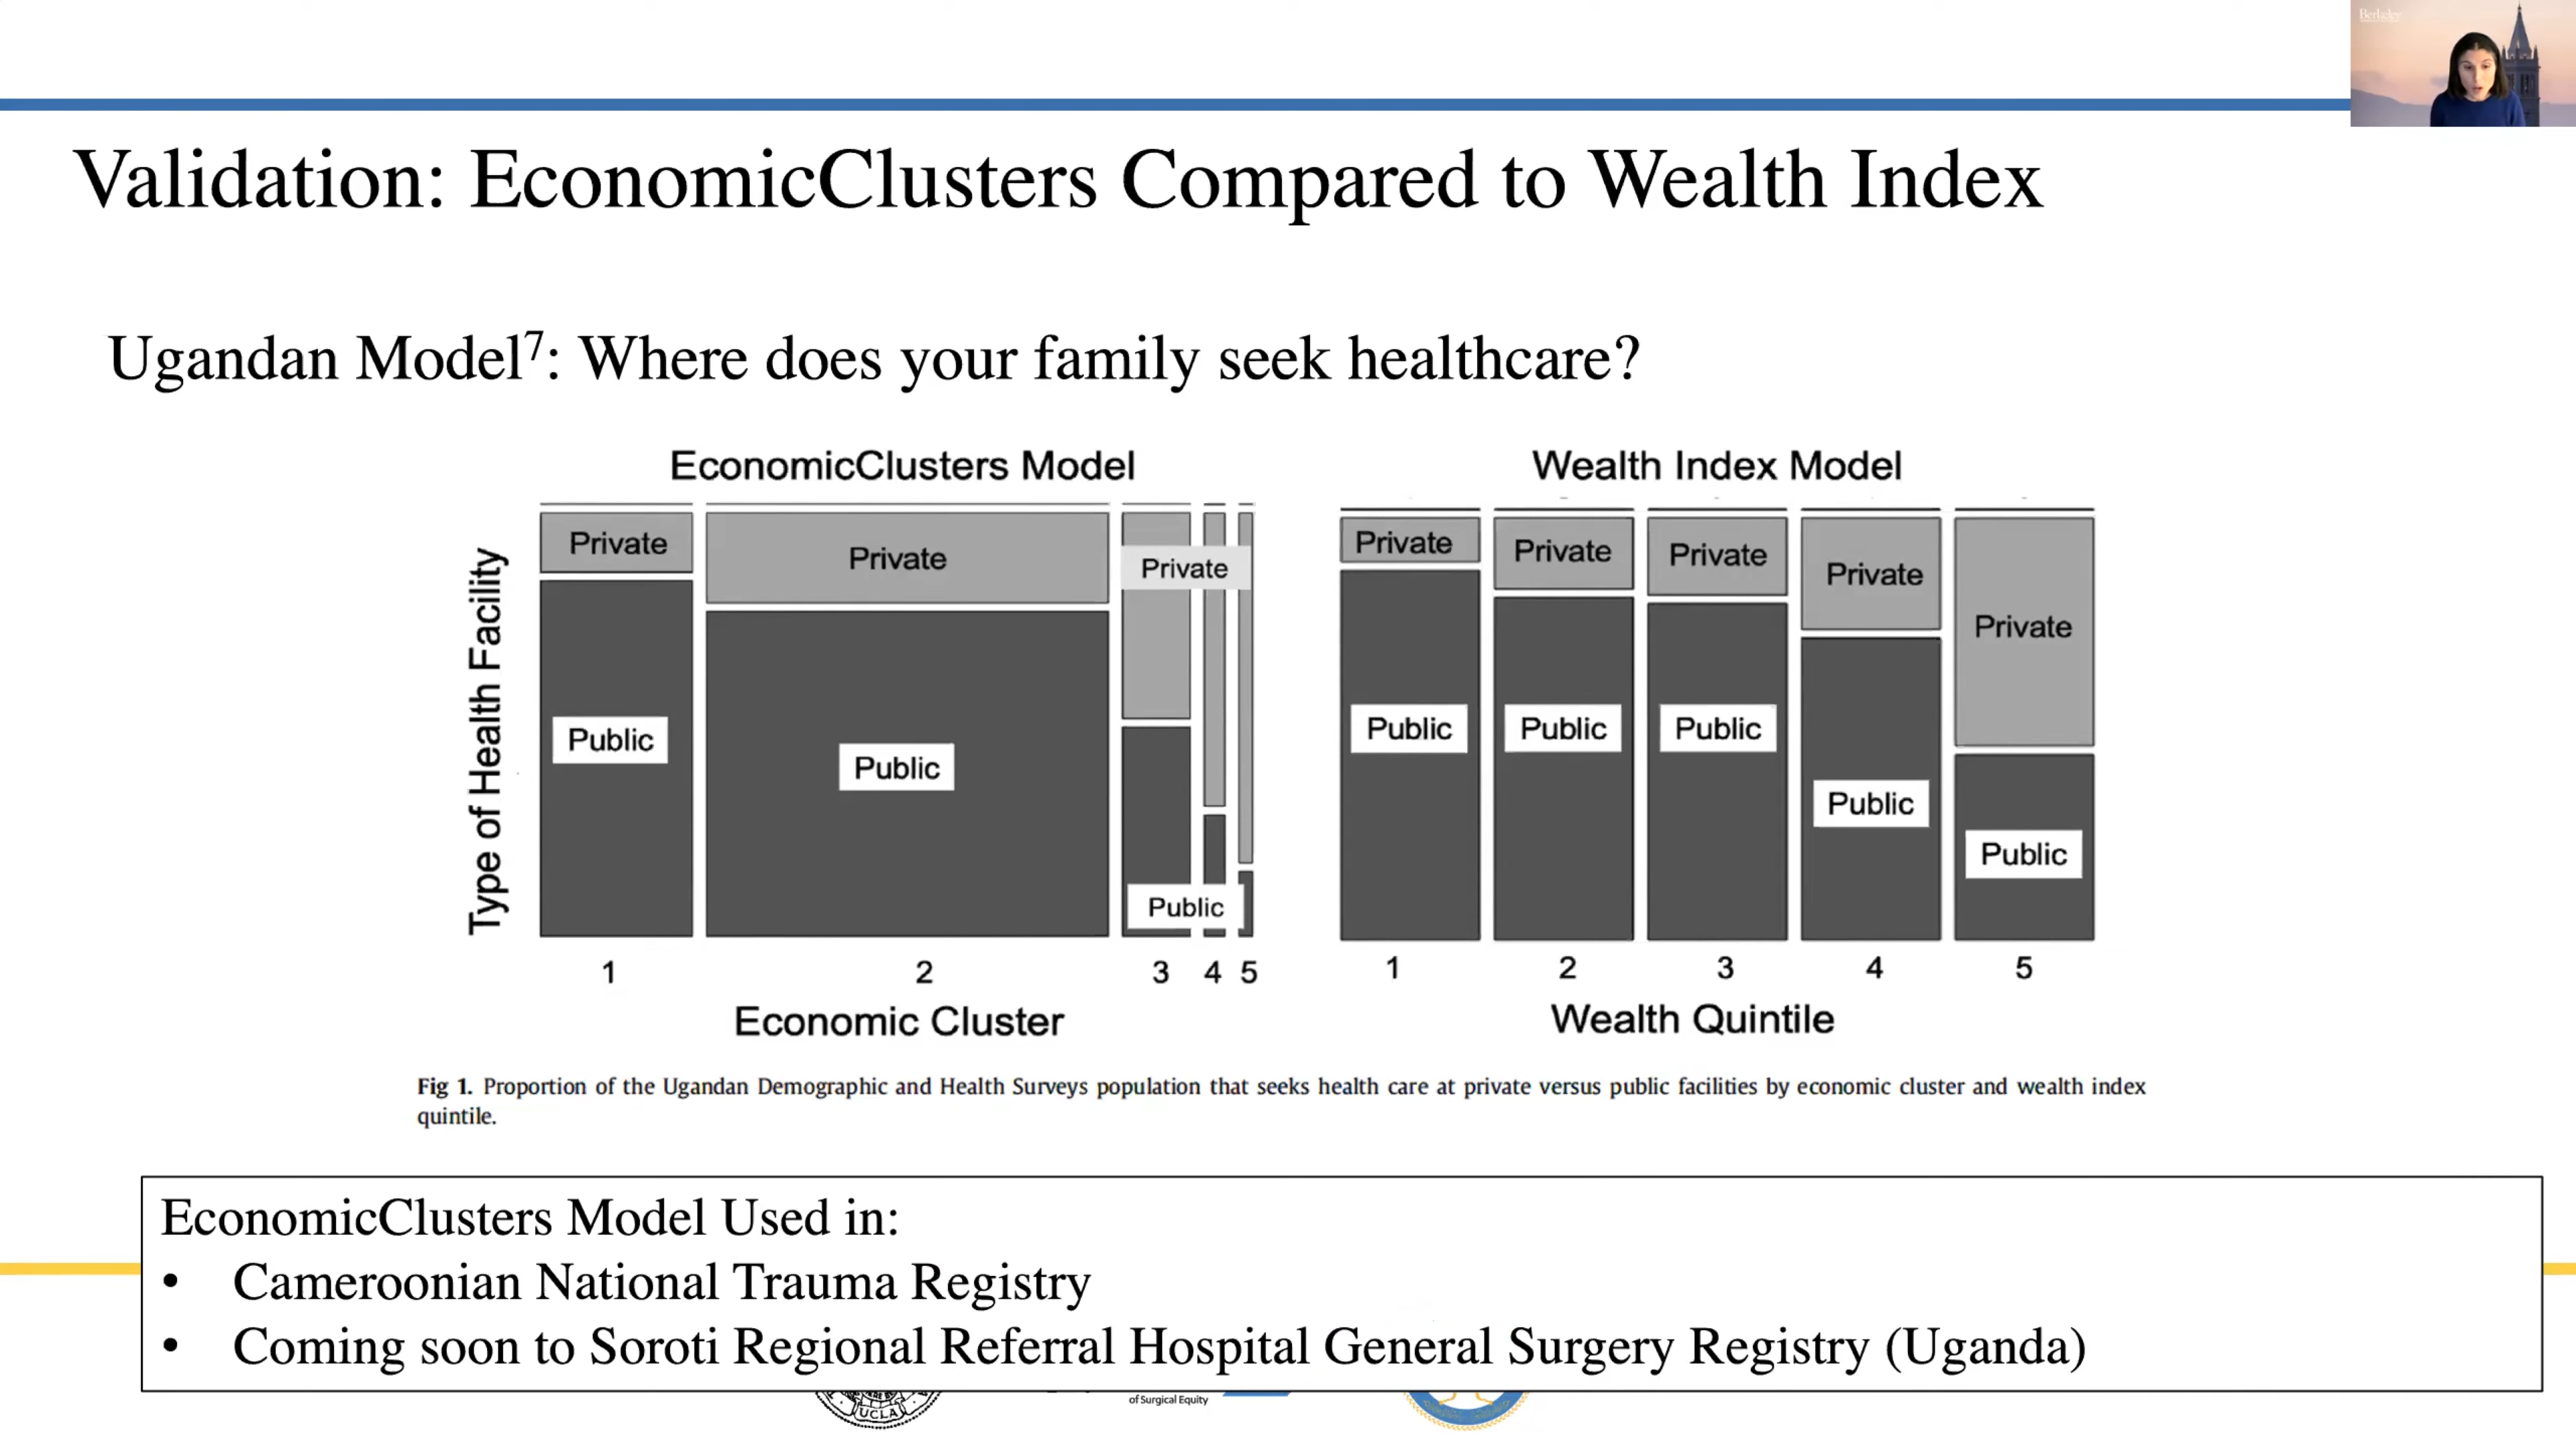 Berkeley
Validation: EconomicClusters Compared to Wealth Index
Ugandan Model7: Where does your family seek healthcare?
EconomicClusters Model
Wealth Index Model
Type of Health Facility
Private
Private
Private
Public
Public
Public
1
2
3
4
5
Economic Cluster
Private
Private
Private
Private
Private
Public
Public
Public
Public
Public
1
2
3
4
5
Wealth Quintile
Fig 1. Proportion of the Ugandan Demographic and Health Surveys population that seeks health care at private versus public facilities by economic cluster and wealth index
quintile.
EconomicClusters Model Used in:
• Cameroonian National Trauma Registry
• Coming soon to Soroti Regional Referral Hospital General Surgery Registry (Uganda)
UCLA
of Surgical Equity